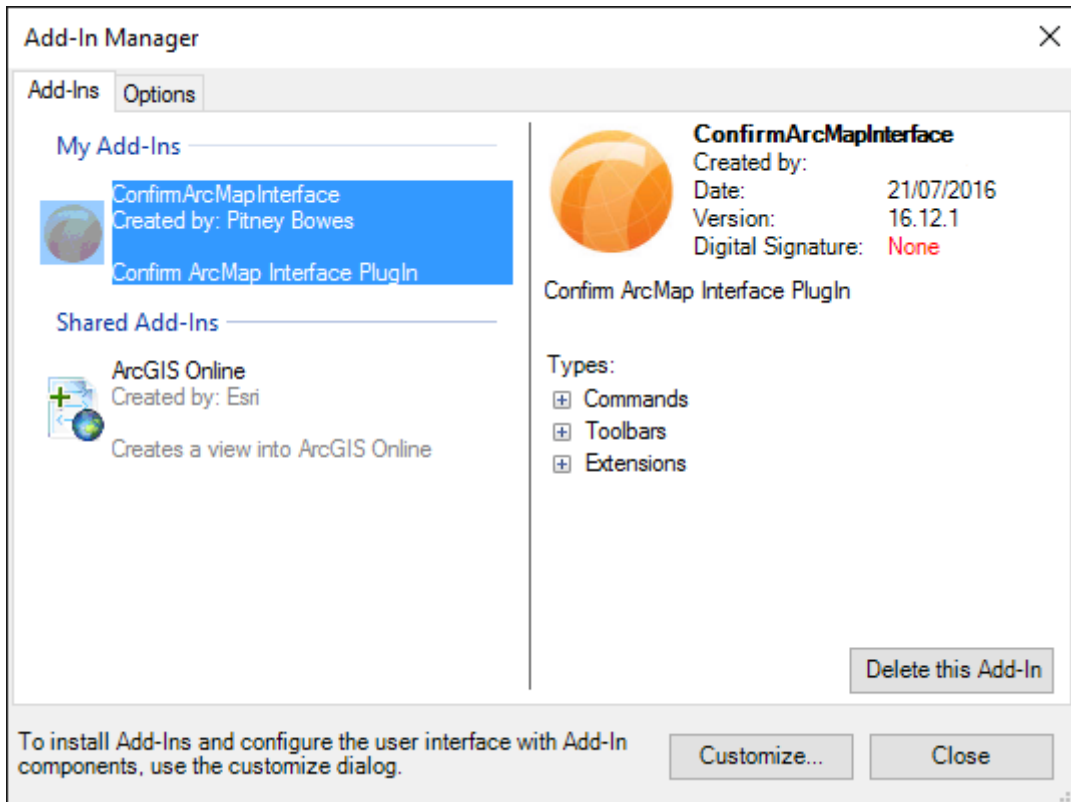 Add-In Manager
Add-Ins
Options
My Add-Ins
ConfirmArcMapInterface
Created by: Pitney Bowes
Confirm ArcMap Interface PlugIn
Shared Add-Ins
ArcGIS Online
Created by: Esri
Creates a view into ArcGIS Online
ConfirmArcMapInterface
Created by:
Date: 21/07/2016
Version: 16.12.1
Digital Signature: None
Confirm ArcMap Interface PlugIn
Types:
Commands
Toolbars
Extensions
Delete this Add-In
To install Add-Ins and configure the user interface with Add-In
components, use the customize dialog.
Customize...
Close